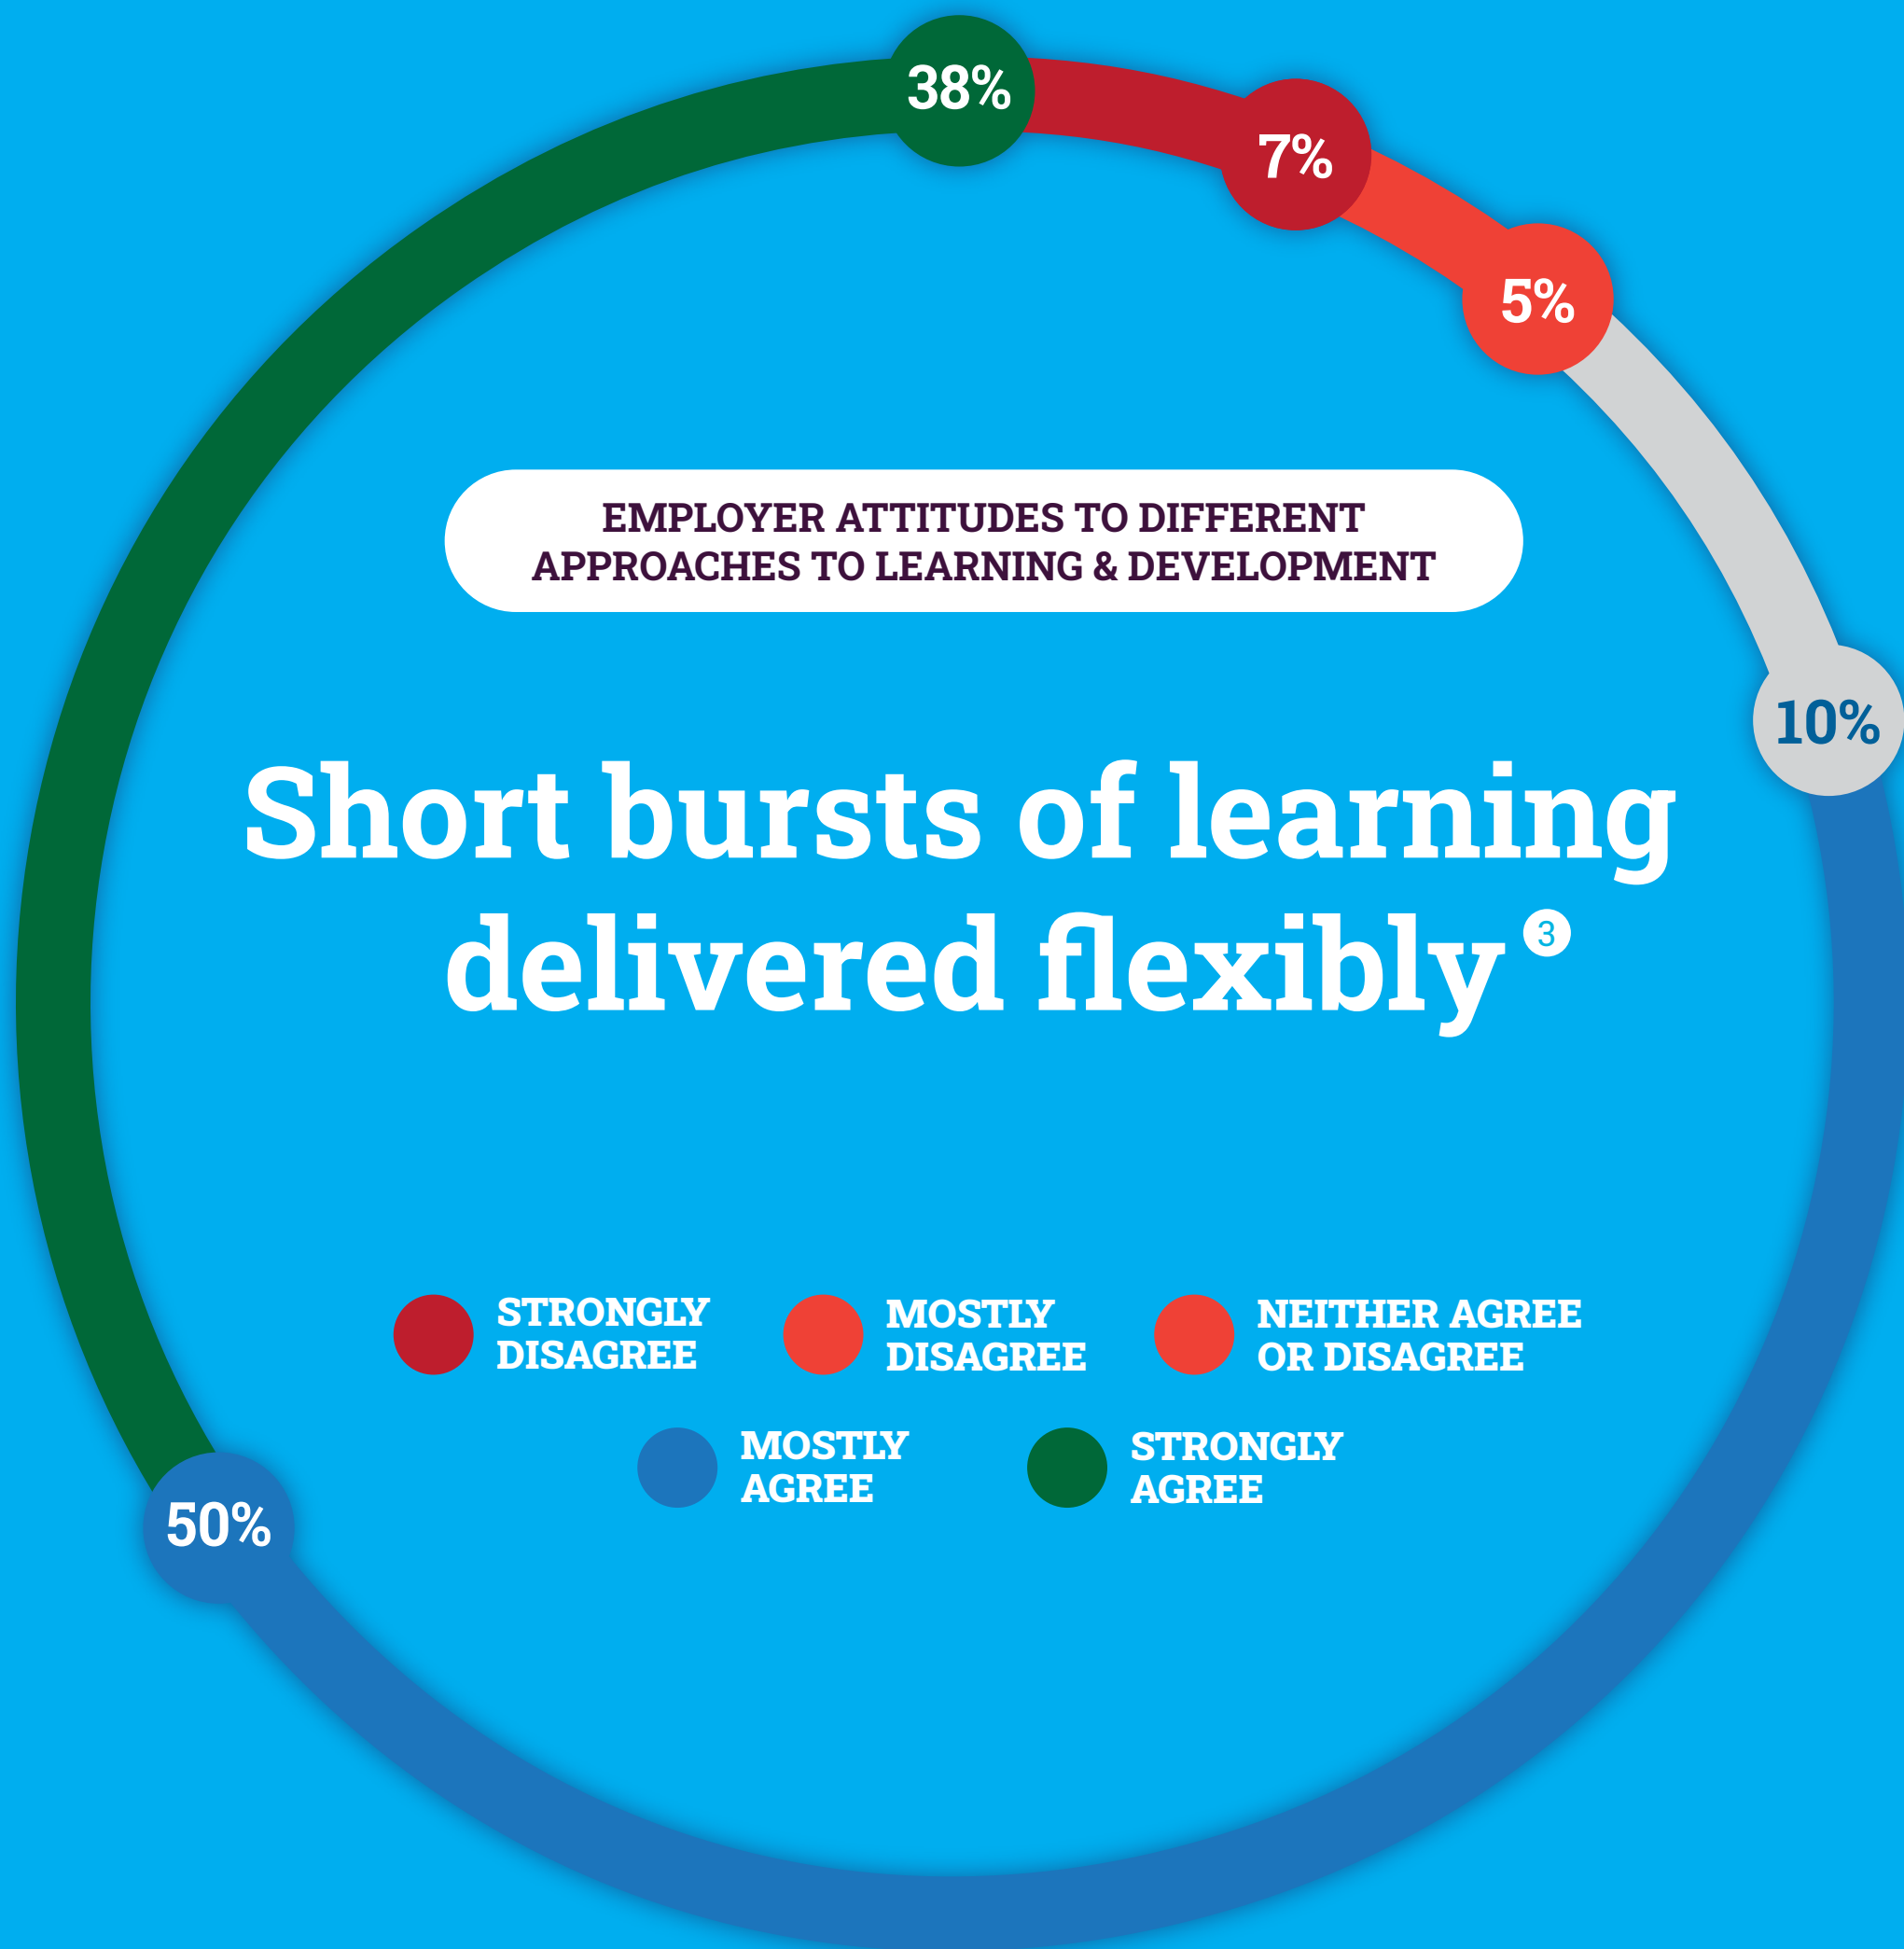 38%
7%
5%
EMPLOYER ATTITUDES TO DIFFERENT
APPROACHES TO LEARNING & DEVELOPMENT
10%
Short bursts of learning
delivered flexibly 3
STRONGLY
DISAGREE
MOSTLY
DISAGREE
NEITHER AGREE
OR DISAGREE
MOSTLY
AGREE
STRONGLY
AGREE
50%